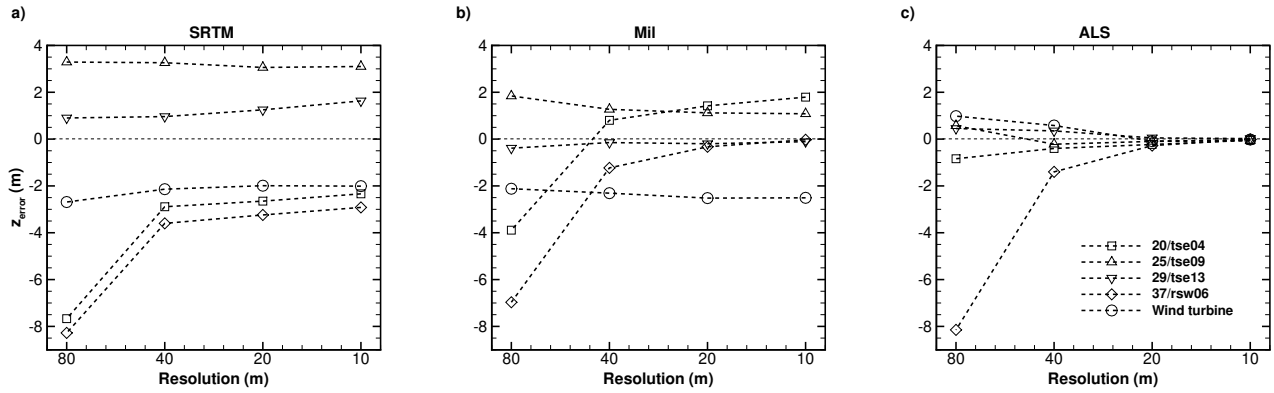 a)
SRTM
4
2
0
-2
-4
-6
-8
z_error (m)
80 40 20 10
Resolution (m)
b)
Mil
4
2
0
-2
-4
-6
-8
80 40 20 10
Resolution (m)
c)
ALS
4
2
0
-2
-4
-6
-8
20/tse04
25/tse09
29/tse13
37/rsw06
Wind turbine
80 40 20 10
Resolution (m)